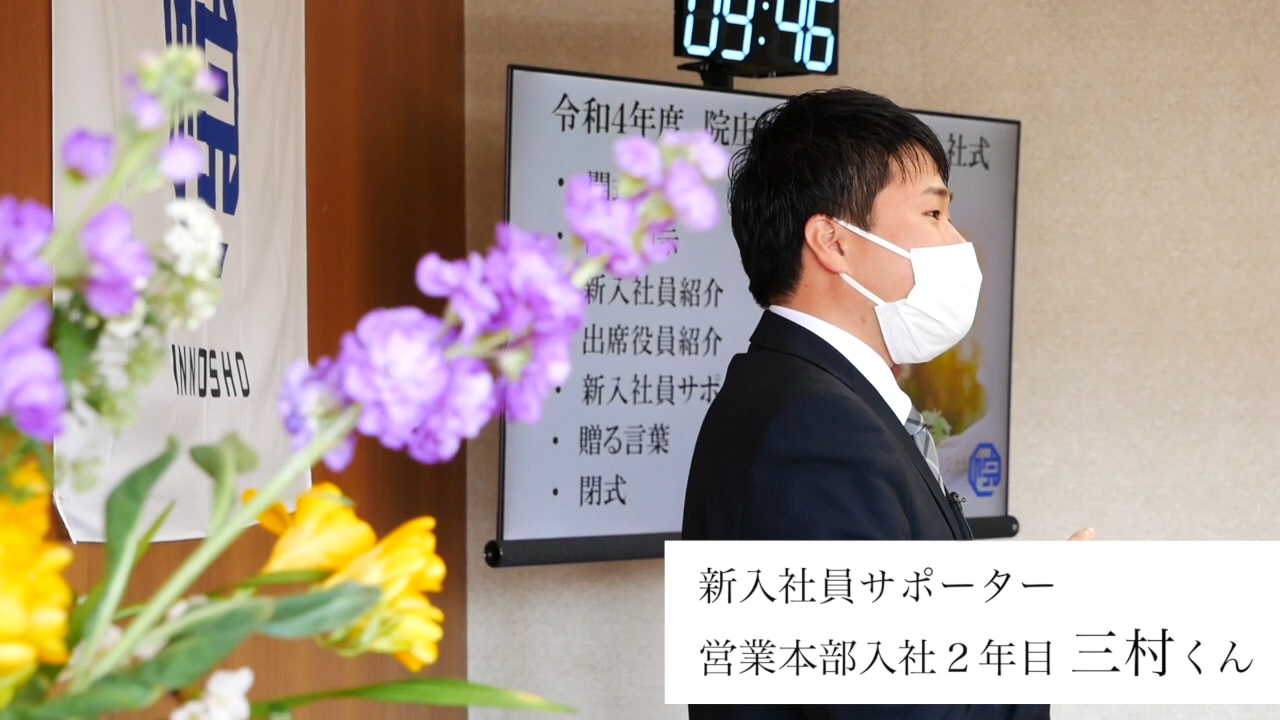 09:46
令和4年度 院庄 社式
・
・ 示
新入社員紹介
出席役員紹介
・ 新入社員サポ
・ 贈る言葉
・ 閉式
INNOSHO
新入社員サポーター
営業本部入社２年目 三村くん